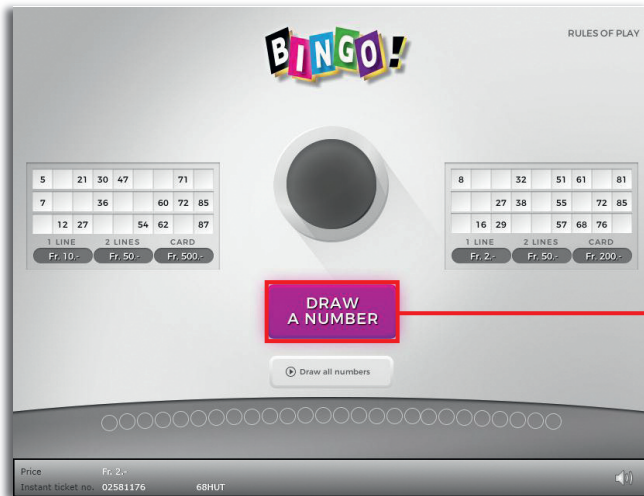 BINGO!
RULES OF PLAY
5 21 30 47 71
7 36 60 72 85
12 27 54 62 87
1 LINE 2 LINES CARD
Fr. 10.- Fr. 50.- Fr. 500.-
8 32 51 61 81
27 38 55 72 85
16 29 57 68 76
1 LINE 2 LINES CARD
Fr. 2.- Fr. 50.- Fr. 200.-
DRAW
A NUMBER
Draw all numbers
Price Fr. 2.-
Instant ticket no. 02581176 68HUT